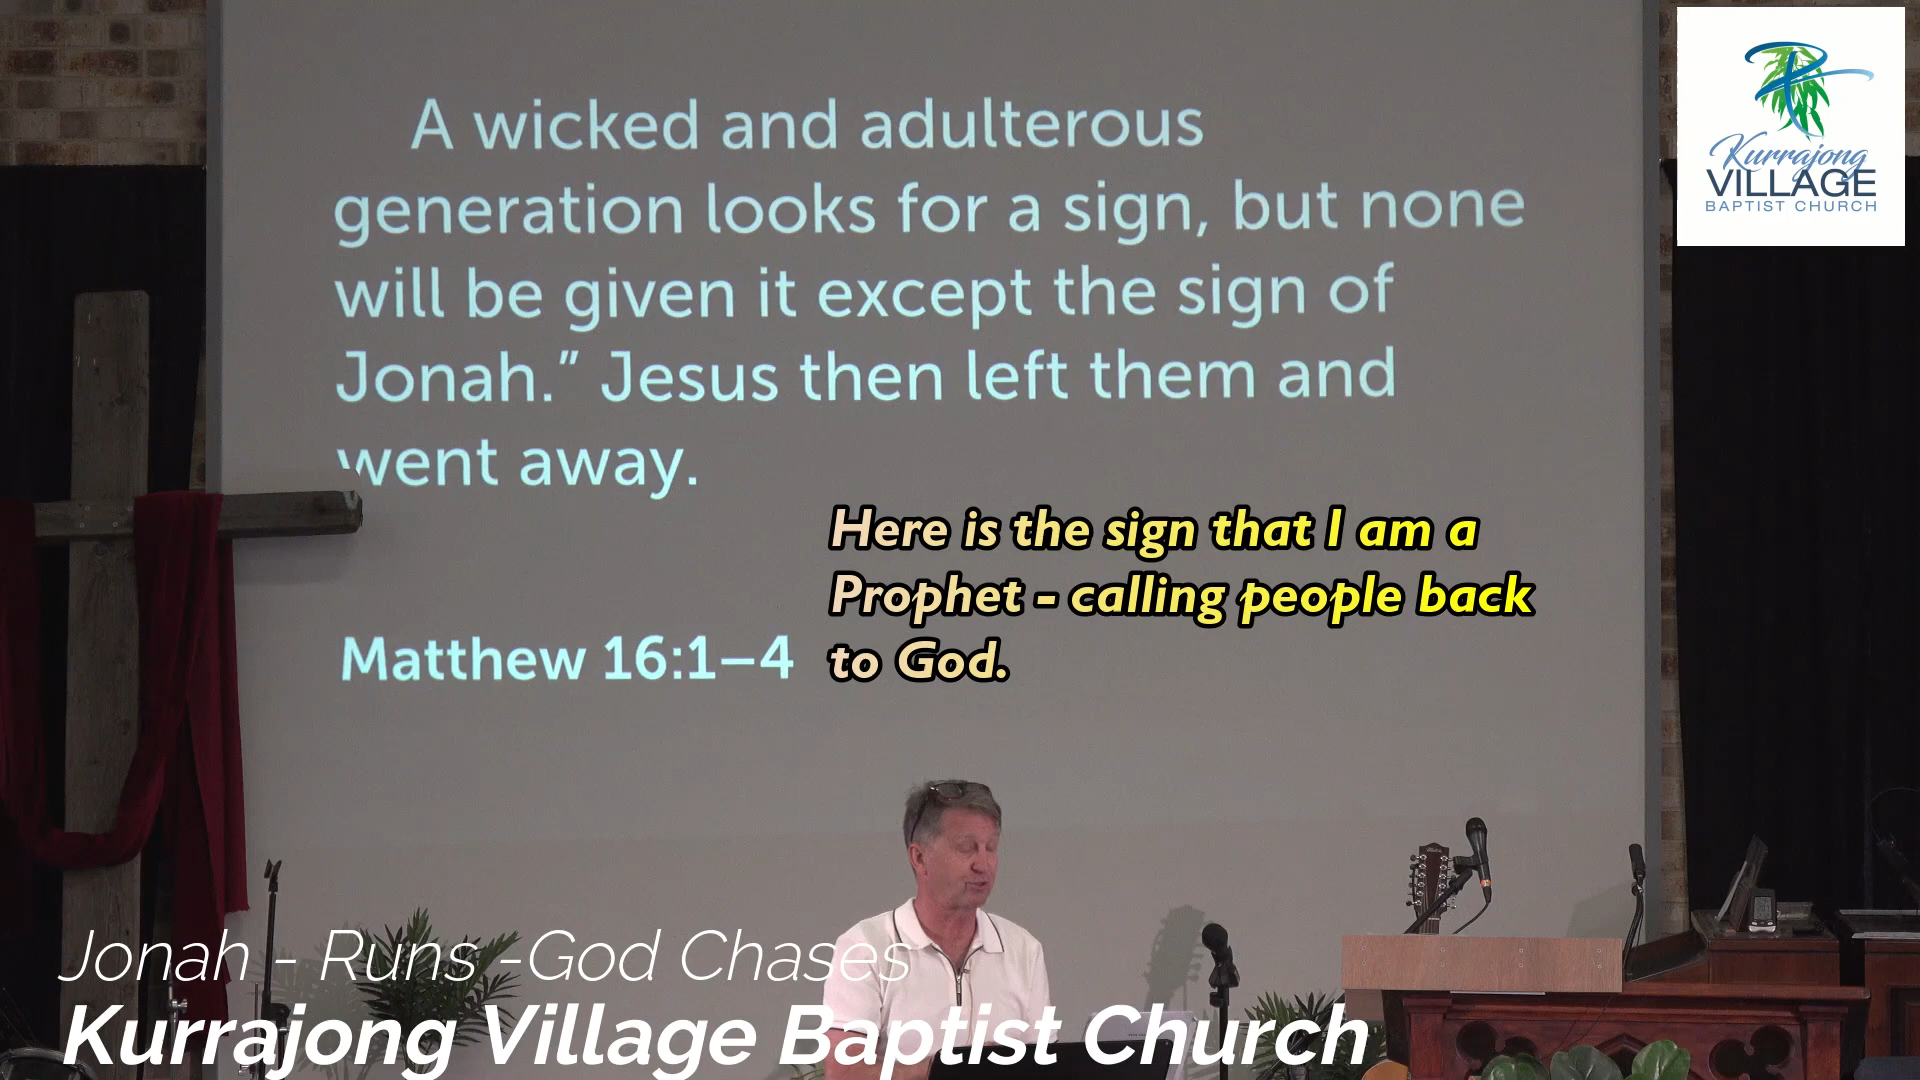 A wicked and adulterous
generation looks for a sign, but none
will be given it except the sign of
Jonah.” Jesus then left them and
went away.
Here is the sign that I am a
Prophet - calling people back
to God.
Matthew 16:1–4
Kurrajong
VILLAGE
BAPTIST CHURCH
Jonah - Runs -God Chases
Kurrajong Village Baptist Church